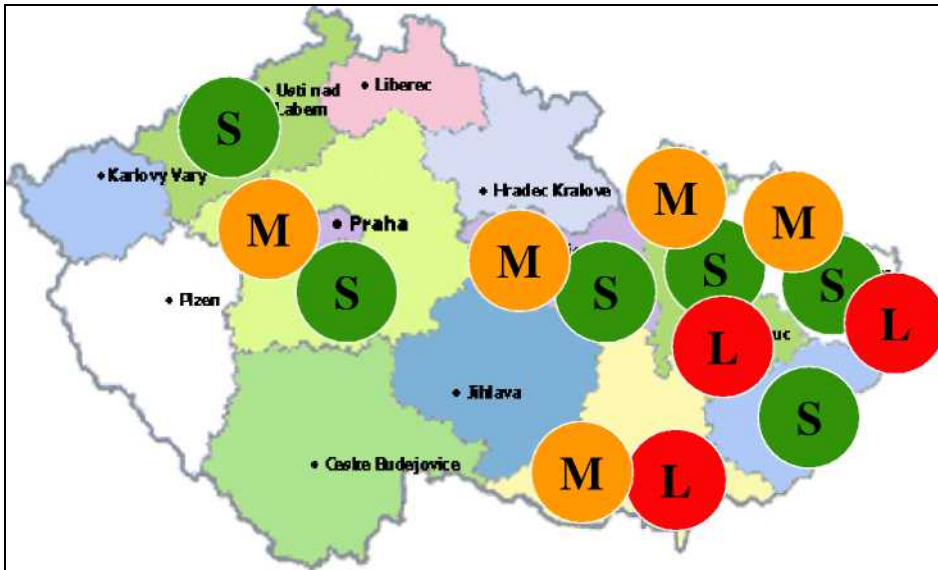 Usti nad
Labem
Liberec
S
Karlovy Vary
Hradec Kralove
M
M
M
Praha
M
S
S
S
S
Plzen
L
L
uc
Jihlava
S
Ceske Budejovice
M
L